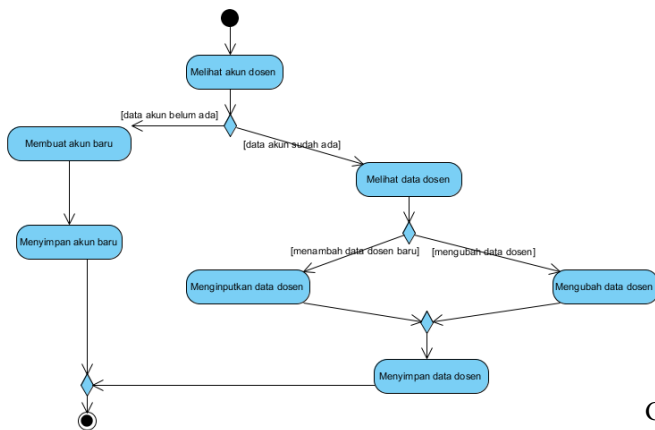 Melihat akun dosen
[data akun belum ada]
[data akun sudah ada]
Membuat akun baru
Melihat data dosen
Menyimpan akun baru
[menambah data dosen baru]
[mengubah data dosen]
Menginputkan data dosen
Mengubah data dosen
Menyimpan data dosen